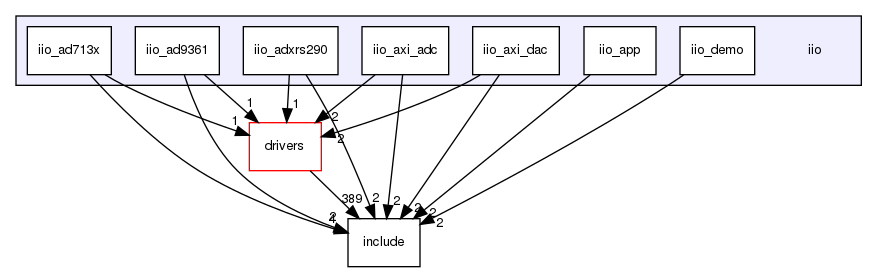 iio_ad713x
iio_ad9361
iio_adxrs290
iio_axi_adc
iio_axi_dac
iio_app
iio_demo
iio
1
1
1
2
2
drivers
389
2
2
2
2
2
include